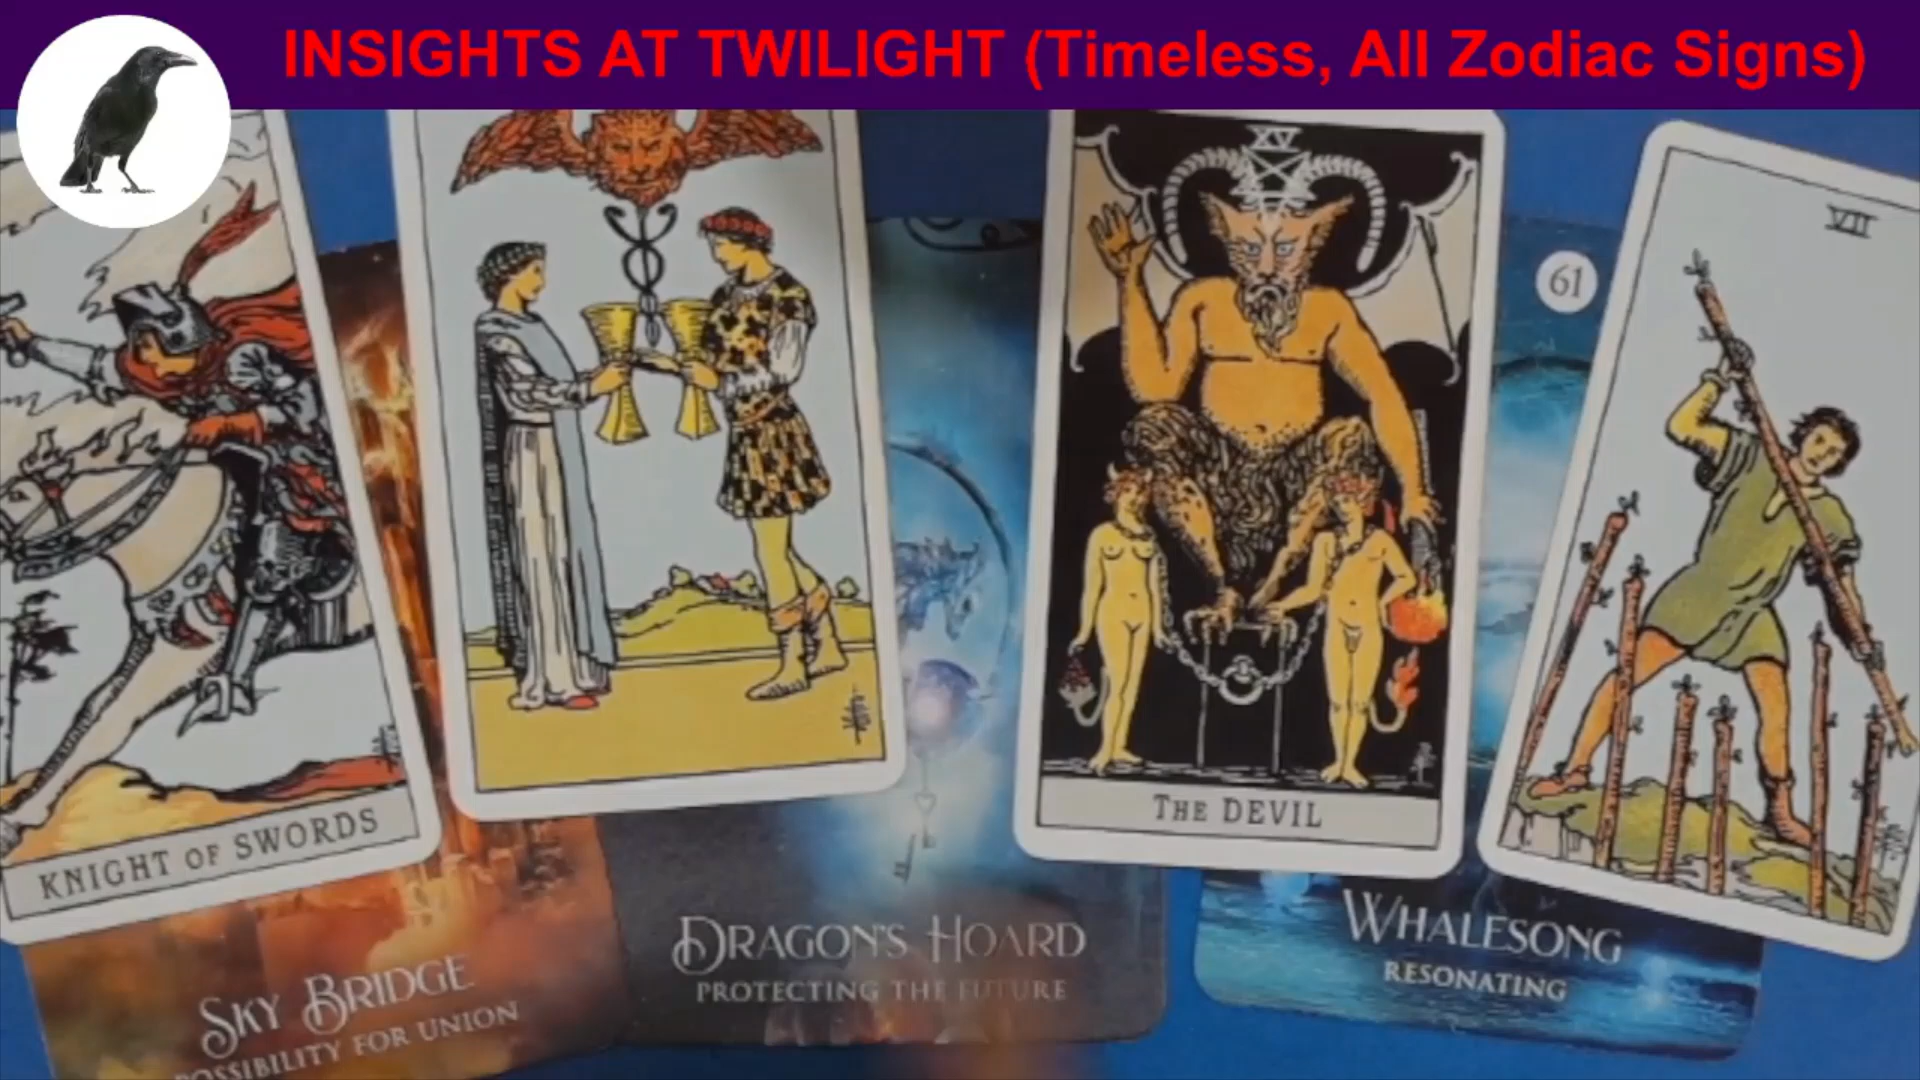 INSIGHTS AT TWILIGHT (Timeless, All Zodiac Signs)
XV
VII
61
KNIGHT OF SWORDS
THE DEVIL
SKY BRIDGE
POSSIBILITY FOR UNION
DRAGON'S HOARD
PROTECTING THE FUTURE
WHALESONG
RESONATING